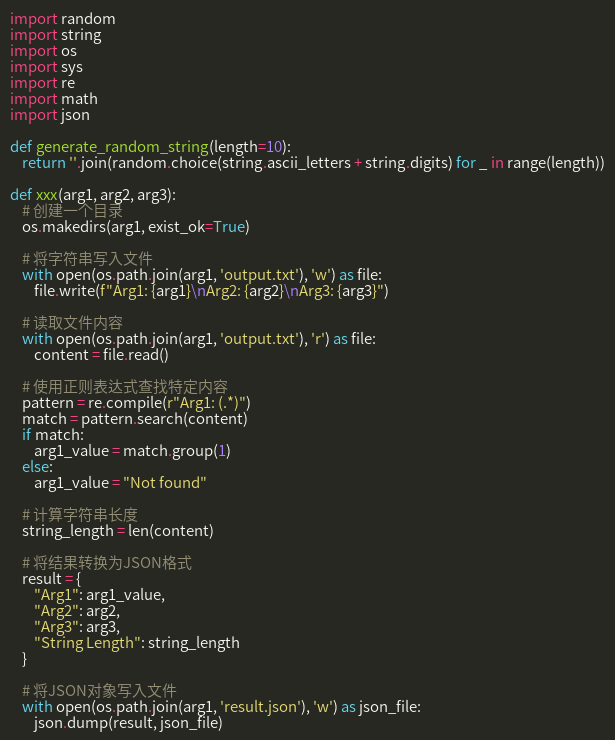 import random
import string
import os
import sys
import re
import math
import json

def generate_random_string(length=10):
    return ''.join(random.choice(string.ascii_letters + string.digits) for _ in range(length))

def xxx(arg1, arg2, arg3):
    # 创建一个目录
    os.makedirs(arg1, exist_ok=True)

    # 将字符串写入文件
    with open(os.path.join(arg1, 'output.txt'), 'w') as file:
        file.write(f"Arg1: {arg1}\nArg2: {arg2}\nArg3: {arg3}")

    # 读取文件内容
    with open(os.path.join(arg1, 'output.txt'), 'r') as file:
        content = file.read()

    # 使用正则表达式查找特定内容
    pattern = re.compile(r"Arg1: (.*)")
    match = pattern.search(content)
    if match:
        arg1_value = match.group(1)
    else:
        arg1_value = "Not found"

    # 计算字符串长度
    string_length = len(content)

    # 将结果转换为JSON格式
    result = {
        "Arg1": arg1_value,
        "Arg2": arg2,
        "Arg3": arg3,
        "String Length": string_length
    }

    # 将JSON对象写入文件
    with open(os.path.join(arg1, 'result.json'), 'w') as json_file:
        json.dump(result, json_file)